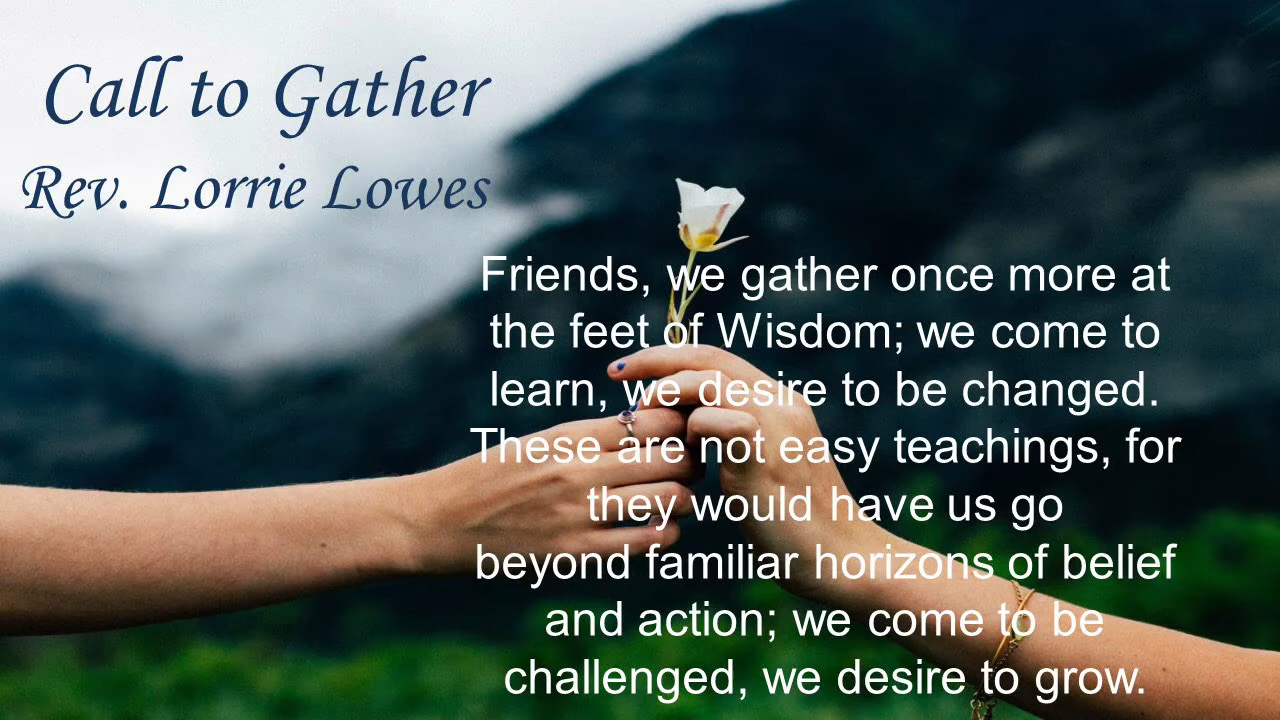 Call to Gather
Rev. Lorrie Lowes
Friends, we gather once more at
the feet of Wisdom; we come to
learn, we desire to be changed.
These are not easy teachings, for
they would have us go
beyond familiar horizons of belief
and action; we come to be
challenged, we desire to grow.